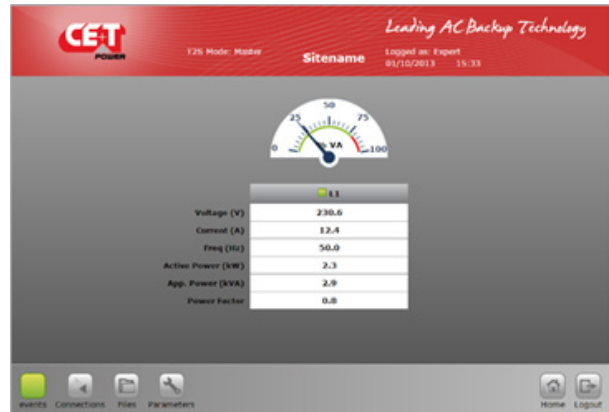 CE+T
POWER
Leading AC Backup Technology
T2S Mode: Master
Sitename
Logged as: Expert
01/10/2013 15:33
0 25 50 75 100
% VA
L1
Voltage (V) 230.6
Current (A) 12.4
Freq (Hz) 50.0
Active Power (kW) 2.3
App. Power (kVA) 2.9
Power Factor 0.8
events Connections Files Parameters Home Logout